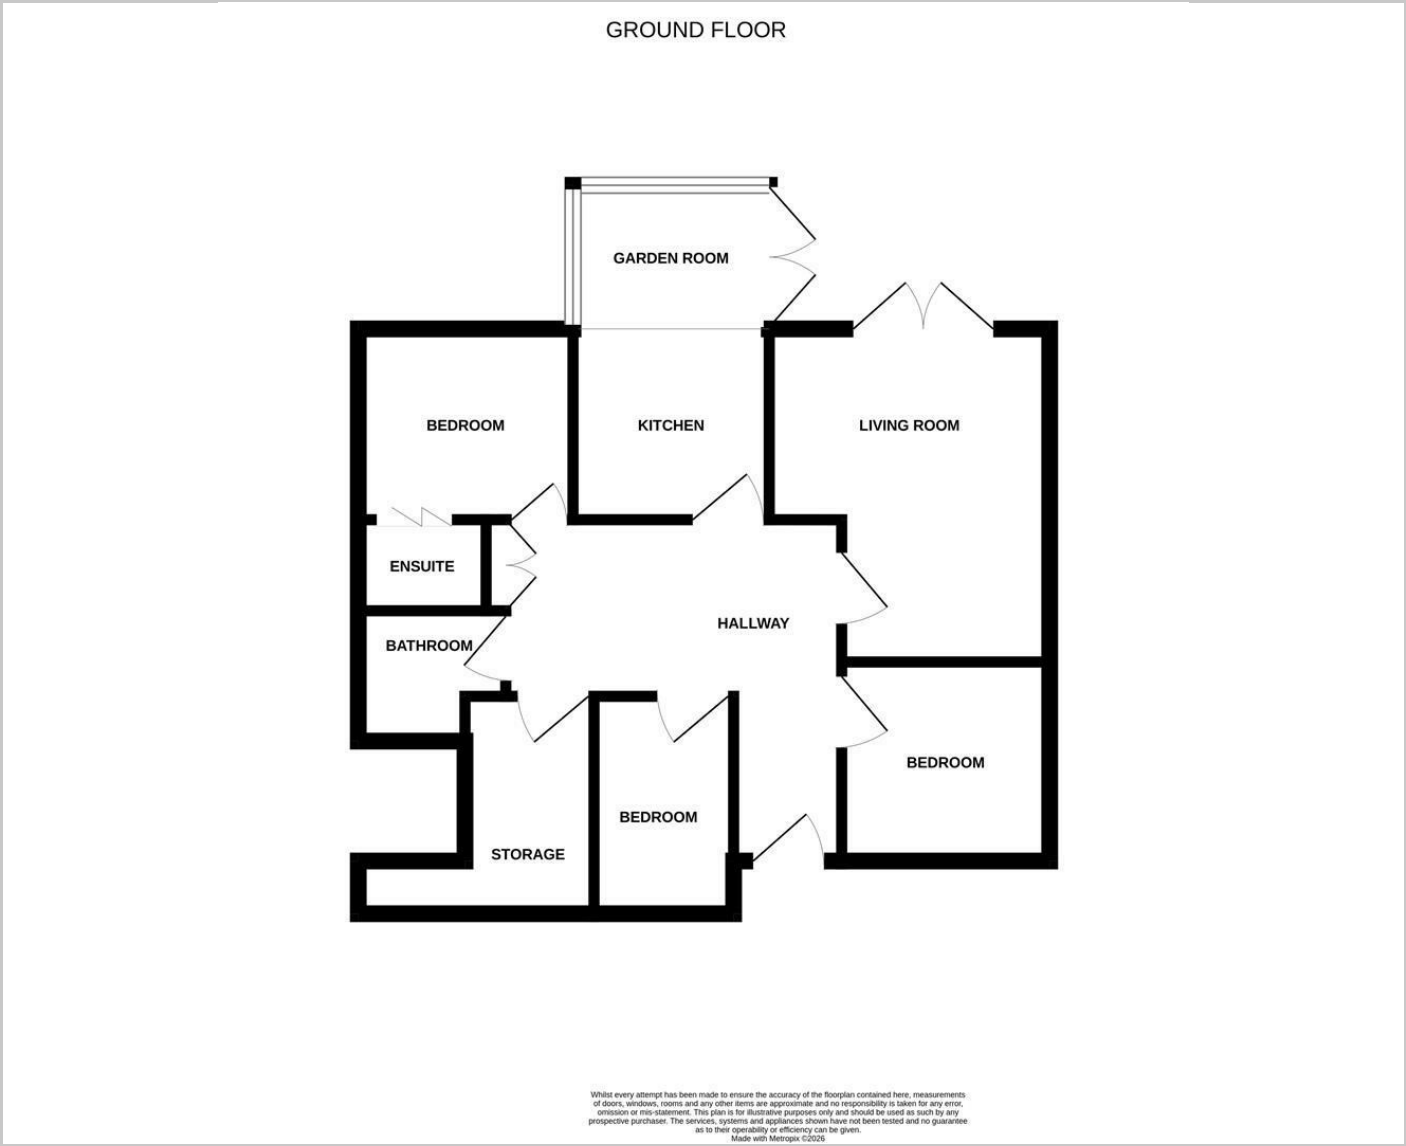 GROUND FLOOR
GARDEN ROOM
BEDROOM
KITCHEN
LIVING ROOM
ENSUITE
HALLWAY
BATHROOM
BEDROOM
BEDROOM
STORAGE
Whilst every attempt has been made to ensure the accuracy of the floorplan contained here, measurements
of doors, windows, rooms and any other items are approximate and no responsibility is taken for any error,
omission or mis-statement. This plan is for illustrative purposes only and should be used as such by any
prospective purchaser. The services, systems and appliances shown have not been tested and no guarantee
as to their operability or efficiency can be given.
Made with Metropix ©2026